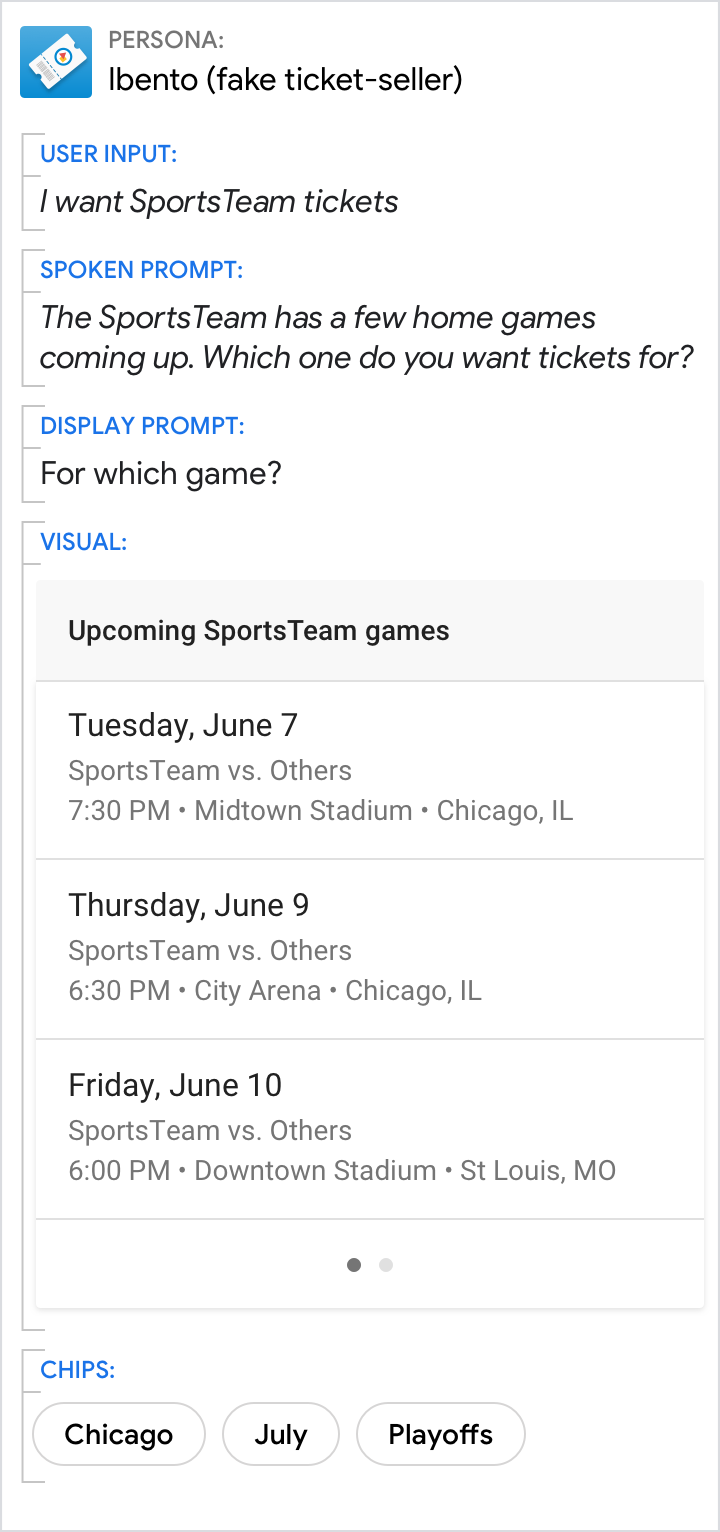 PERSONA:
Ibento (fake ticket-seller)
USER INPUT:
I want SportsTeam tickets
SPOKEN PROMPT:
The SportsTeam has a few home games
coming up. Which one do you want tickets for?
DISPLAY PROMPT:
For which game?
VISUAL:
Upcoming SportsTeam games
Tuesday, June 7
SportsTeam vs. Others
7:30 PM • Midtown Stadium • Chicago, IL
Thursday, June 9
SportsTeam vs. Others
6:30 PM • City Arena • Chicago, IL
Friday, June 10
SportsTeam vs. Others
6:00 PM • Downtown Stadium • St Louis, MO
CHIPS:
Chicago July Playoffs